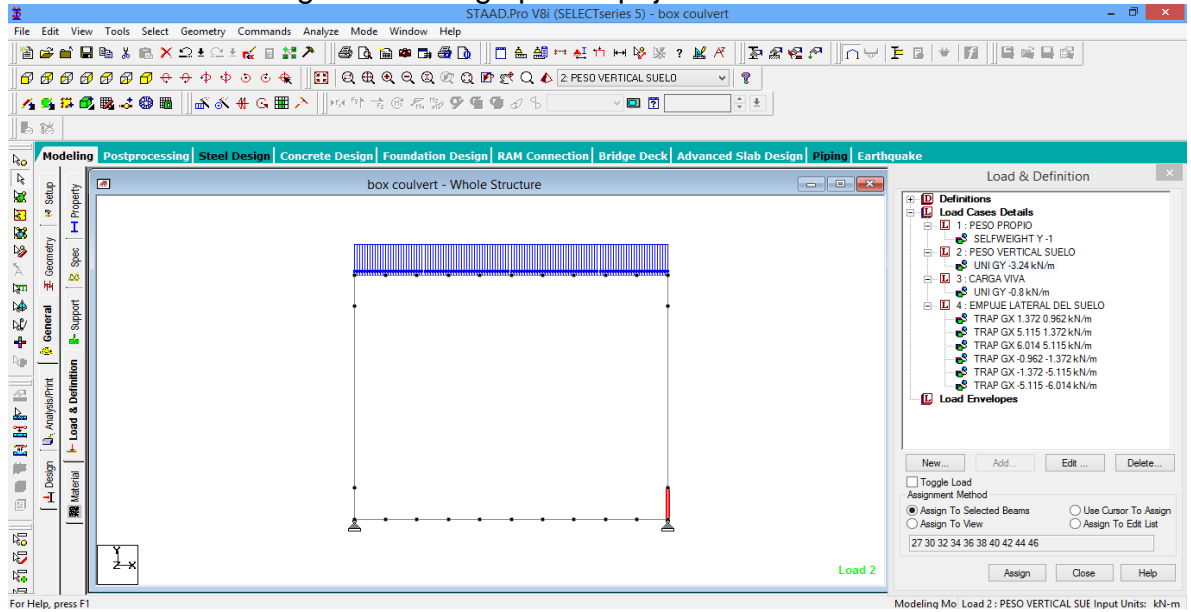 STAAD.Pro V8i (SELECTseries 5) - box coulvert
File Edit View Tools Select Geometry Commands Analyze Mode Window Help
2: PESO VERTICAL SUELO
Modeling Postprocessing Steel Design Concrete Design Foundation Design RAM Connection Bridge Deck Advanced Slab Design Piping Earthquake
Setup
Geometry
General
Analysis/Print
Design
Property
Spec
Support
Load & Definition
Material
box coulvert - Whole Structure
Y
Z X
Load 2
Load & Definition
Definitions
Load Cases Details
1 : PESO PROPIO
SELFWEIGHT Y -1
2 : PESO VERTICAL SUELO
UNI GY -3.24 kN/m
3 : CARGA VIVA
UNI GY -0.8 kN/m
4 : EMPUJE LATERAL DEL SUELO
TRAP GX 1.372 0.962 kN/m
TRAP GX 5.115 1.372 kN/m
TRAP GX 6.014 5.115 kN/m
TRAP GX -0.962 -1.372 kN/m
TRAP GX -1.372 -5.115 kN/m
TRAP GX -5.115 -6.014 kN/m
Load Envelopes
New... Add... Edit ... Delete...
Toggle Load
Assignment Method
Assign To Selected Beams Use Cursor To Assign
Assign To View Assign To Edit List
27 30 32 34 36 38 40 42 44 46
Assign Close Help
For Help, press F1 Modeling Mo Load 2 : PESO VERTICAL SUE Input Units: kN-m